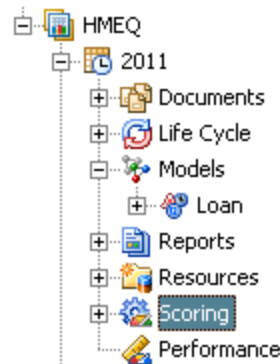 HMEQ
2011
Documents
Life Cycle
Models
Loan
Reports
Resources
Scoring
Performance